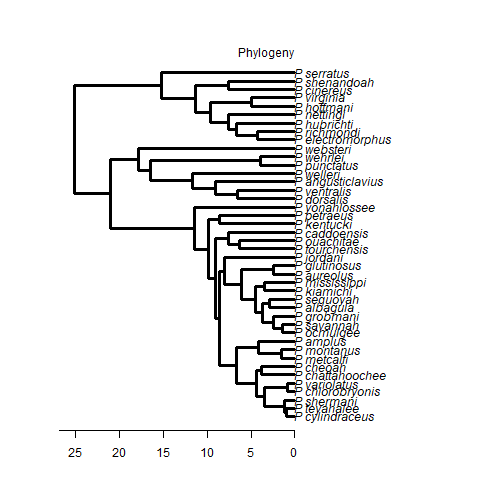 Phylogeny
P serratus
P shenandoah
P cinereus
P virginia
P hoffmani
P nettingi
P hubrichti
P richmondi
P electromorphus
P websteri
P wehrlei
P punctatus
P welleri
P angusticlavius
P ventralis
P dorsalis
P yonahlossee
P petraeus
P kentucki
P caddoensis
P ouachitae
P fourchensis
P jordani
P glutinosus
P aureolus
P mississippi
P kiamichi
P sequoyah
P albagula
P grobmani
P savannah
P ocmulgee
P amplus
P montanus
P metcalfi
P cheoah
P chattahoochee
P variolatus
P chlorobryonis
P shermani
P teyahalee
P cylindraceus
25 20 15 10 5 0